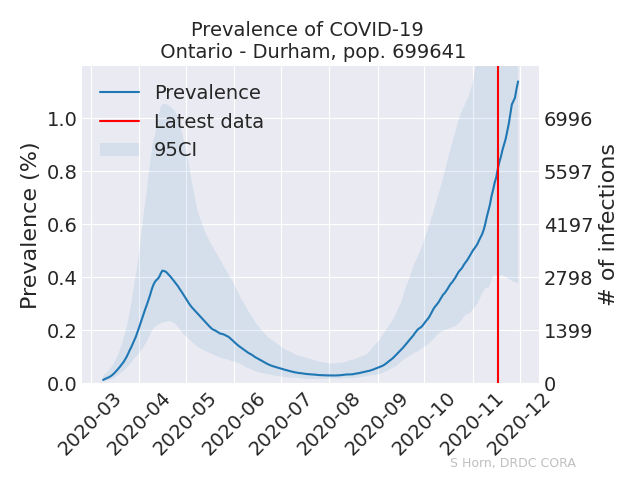 Prevalence of COVID-19
Ontario - Durham, pop. 699641
Prevalence
Latest data
95CI
Prevalence (%)
1.0
0.8
0.6
0.4
0.2
0.0
6996
5597
4197
2798
1399
0
# of infections
2020-03
2020-04
2020-05
2020-06
2020-07
2020-08
2020-09
2020-10
2020-11
2020-12
S Horn, DRDC CORA